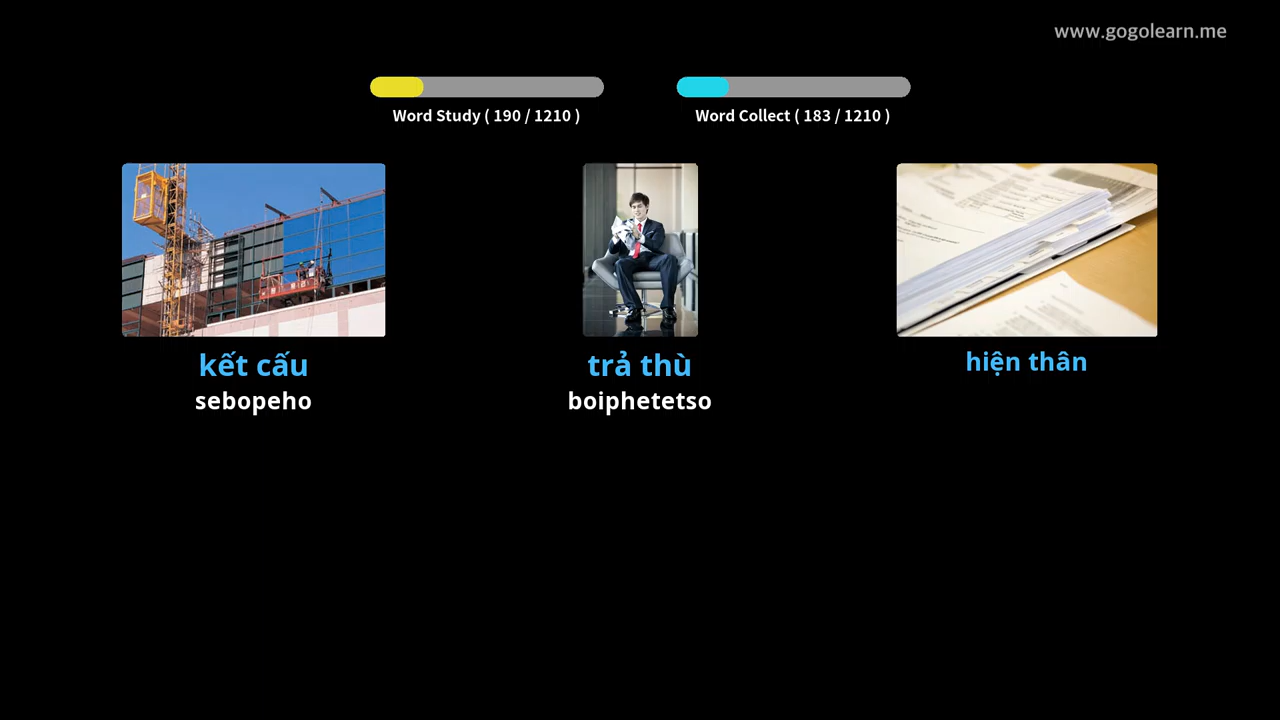 www.gogolearn.me
Word Study ( 190 / 1210 )
Word Collect ( 183 / 1210 )
kết cấu
sebopeho
trả thù
boiphetetso
hiện thân